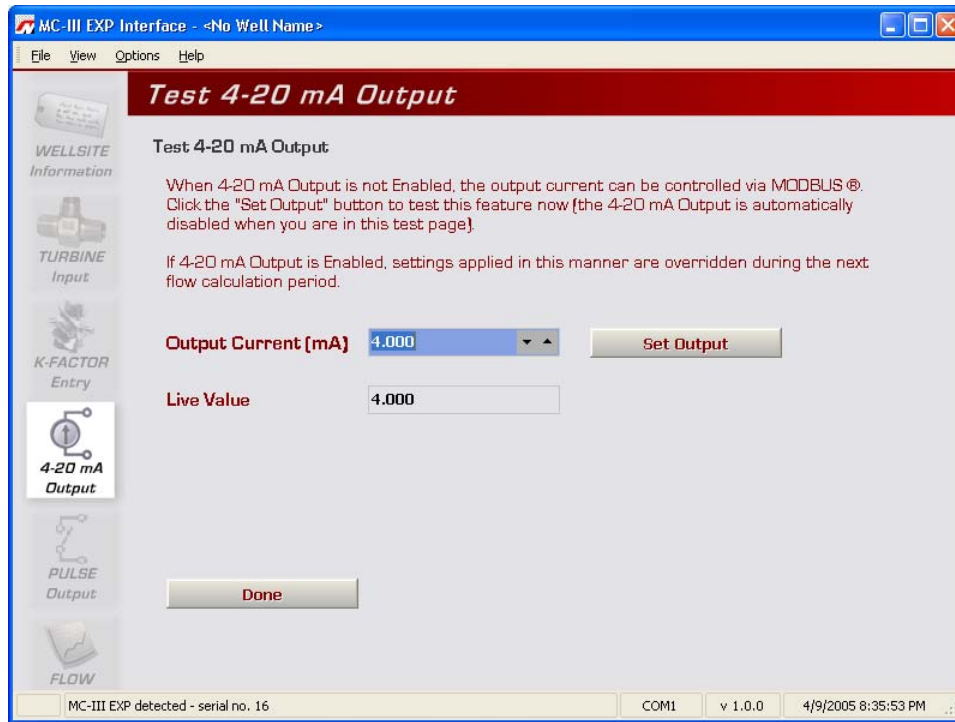 MC-III EXP Interface - <No Well Name>
File View Options Help
WELLSITE
Information
TURBINE
Input
K-FACTOR
Entry
4-20 mA
Output
PULSE
Output
FLOW
Test 4-20 mA Output
Test 4-20 mA Output
When 4-20 mA Output is not Enabled, the output current can be controlled via MODBUS ®.
Click the "Set Output" button to test this feature now (the 4-20 mA Output is automatically
disabled when you are in this test page).
If 4-20 mA Output is Enabled, settings applied in this manner are overridden during the next
flow calculation period.
Output Current (mA) 4.000 Set Output
Live Value 4.000
Done
MC-III EXP detected - serial no. 16 COM1 v 1.0.0 4/9/2005 8:35:53 PM